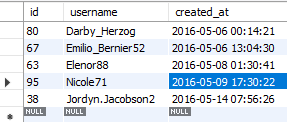 id username created_at
80 Darby_Herzog 2016-05-06 00:14:21
67 Emilio_Bernier52 2016-05-06 13:04:30
63 Elenor88 2016-05-08 01:30:41
95 Nicole71 2016-05-09 17:30:22
38 Jordyn.Jacobson2 2016-05-14 07:56:26
NULL NULL NULL